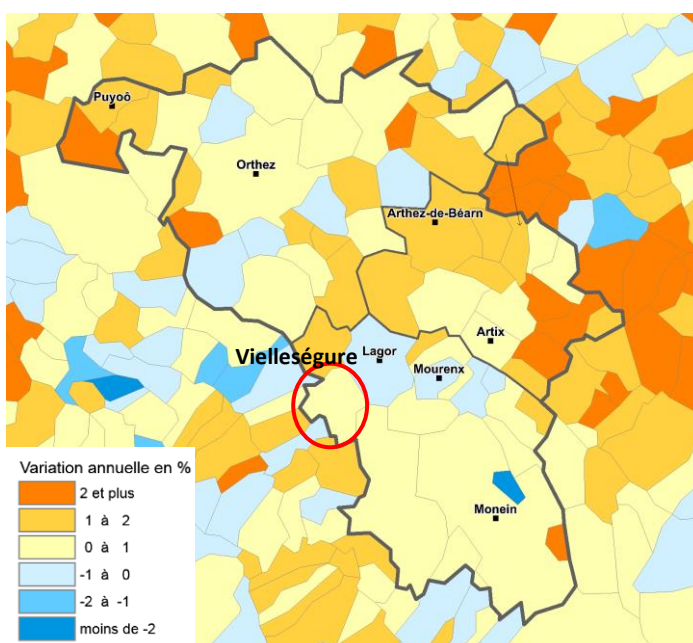 Puyoô
Orthez
Arthez-de-Béarn
Artix
Vielleségure
Lagor
Mourenx
Monein
Variation annuelle en %
2 et plus
1 à 2
0 à 1
-1 à 0
-2 à -1
moins de -2